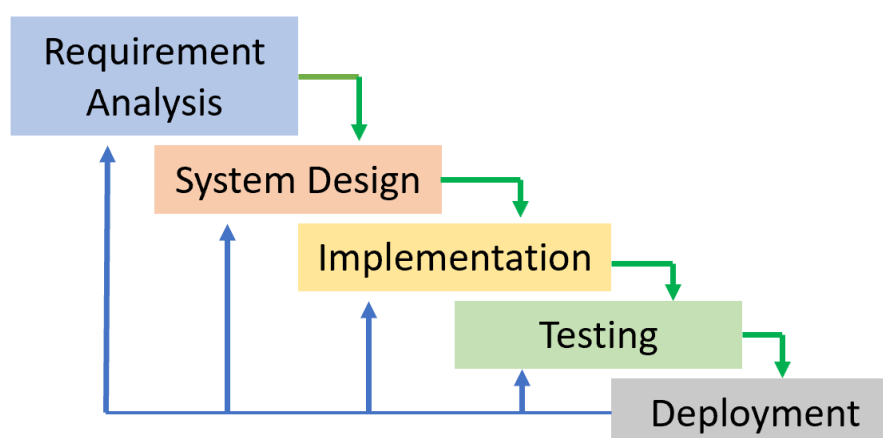 Requirement
Analysis
System Design
Implementation
Testing
Deployment